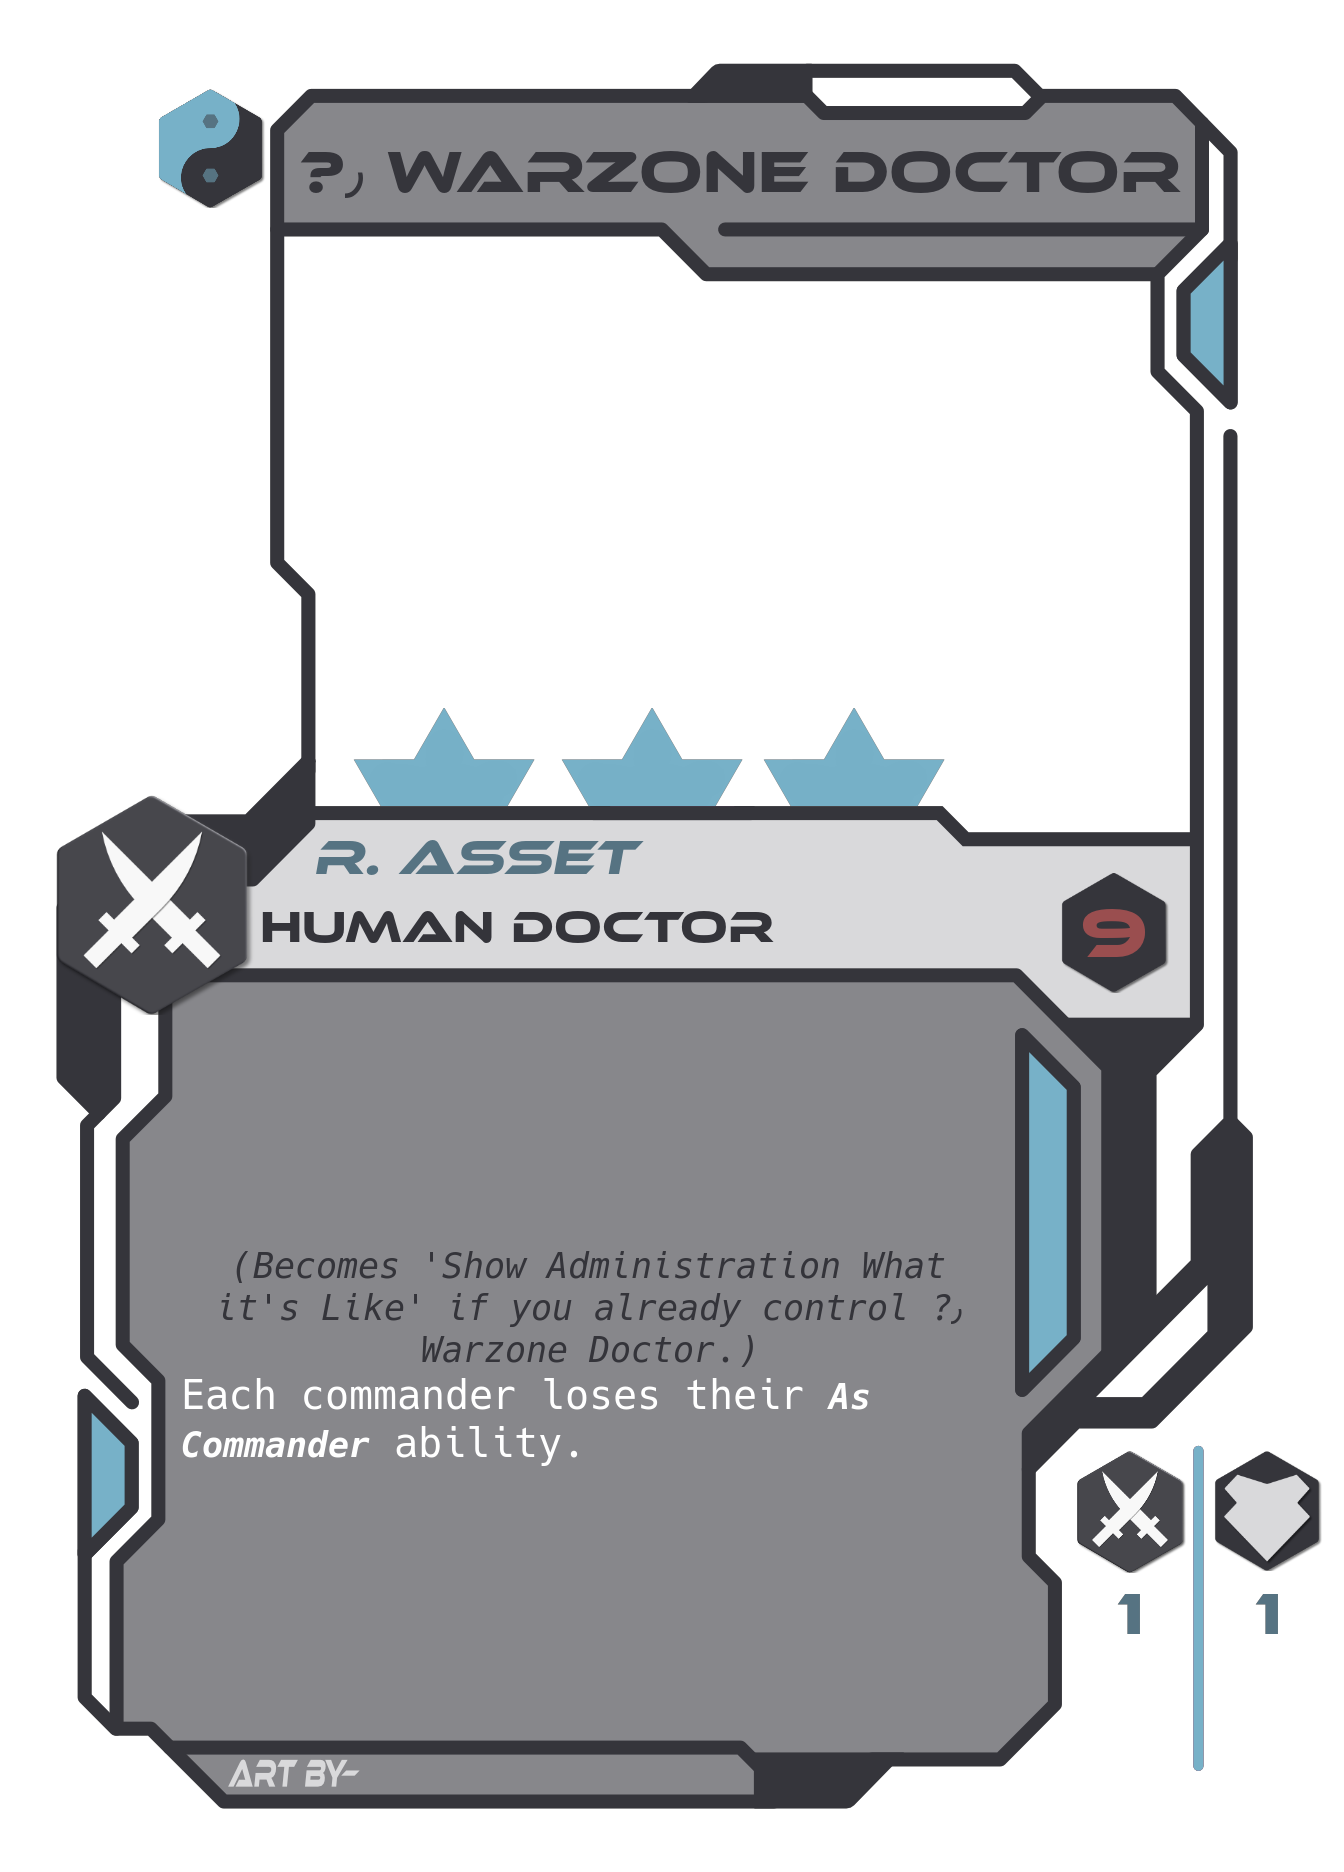 ?, WARZONE DOCTOR
R. ASSET
HUMAN DOCTOR
9
(Becomes 'Show Administration What
it's Like' if you already control ?,
Warzone Doctor.)
Each commander loses their As
Commander ability.
1
1
ART BY-